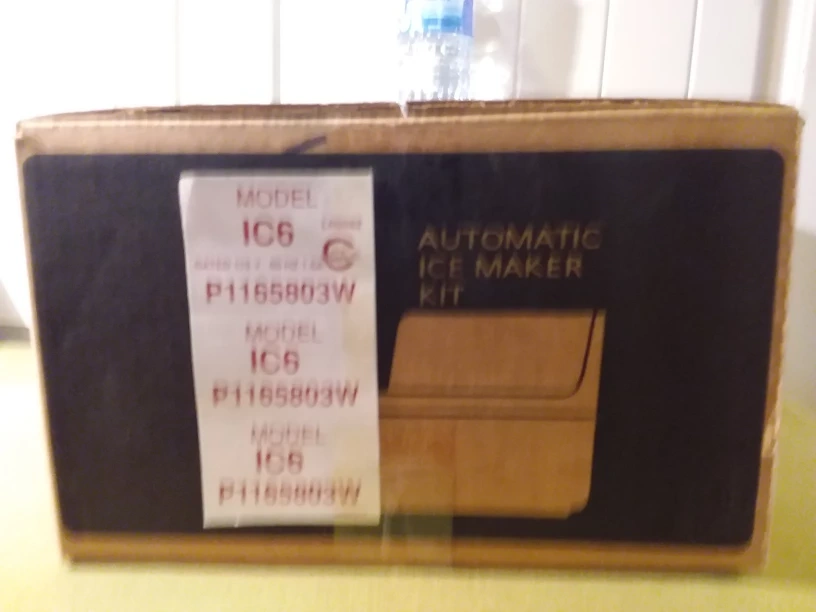 MODEL
IC6
C
P1165803W
MODEL
IC6
P1165803W
MODEL
IC6
P1165803W
AUTOMATIC
ICE MAKER
KIT